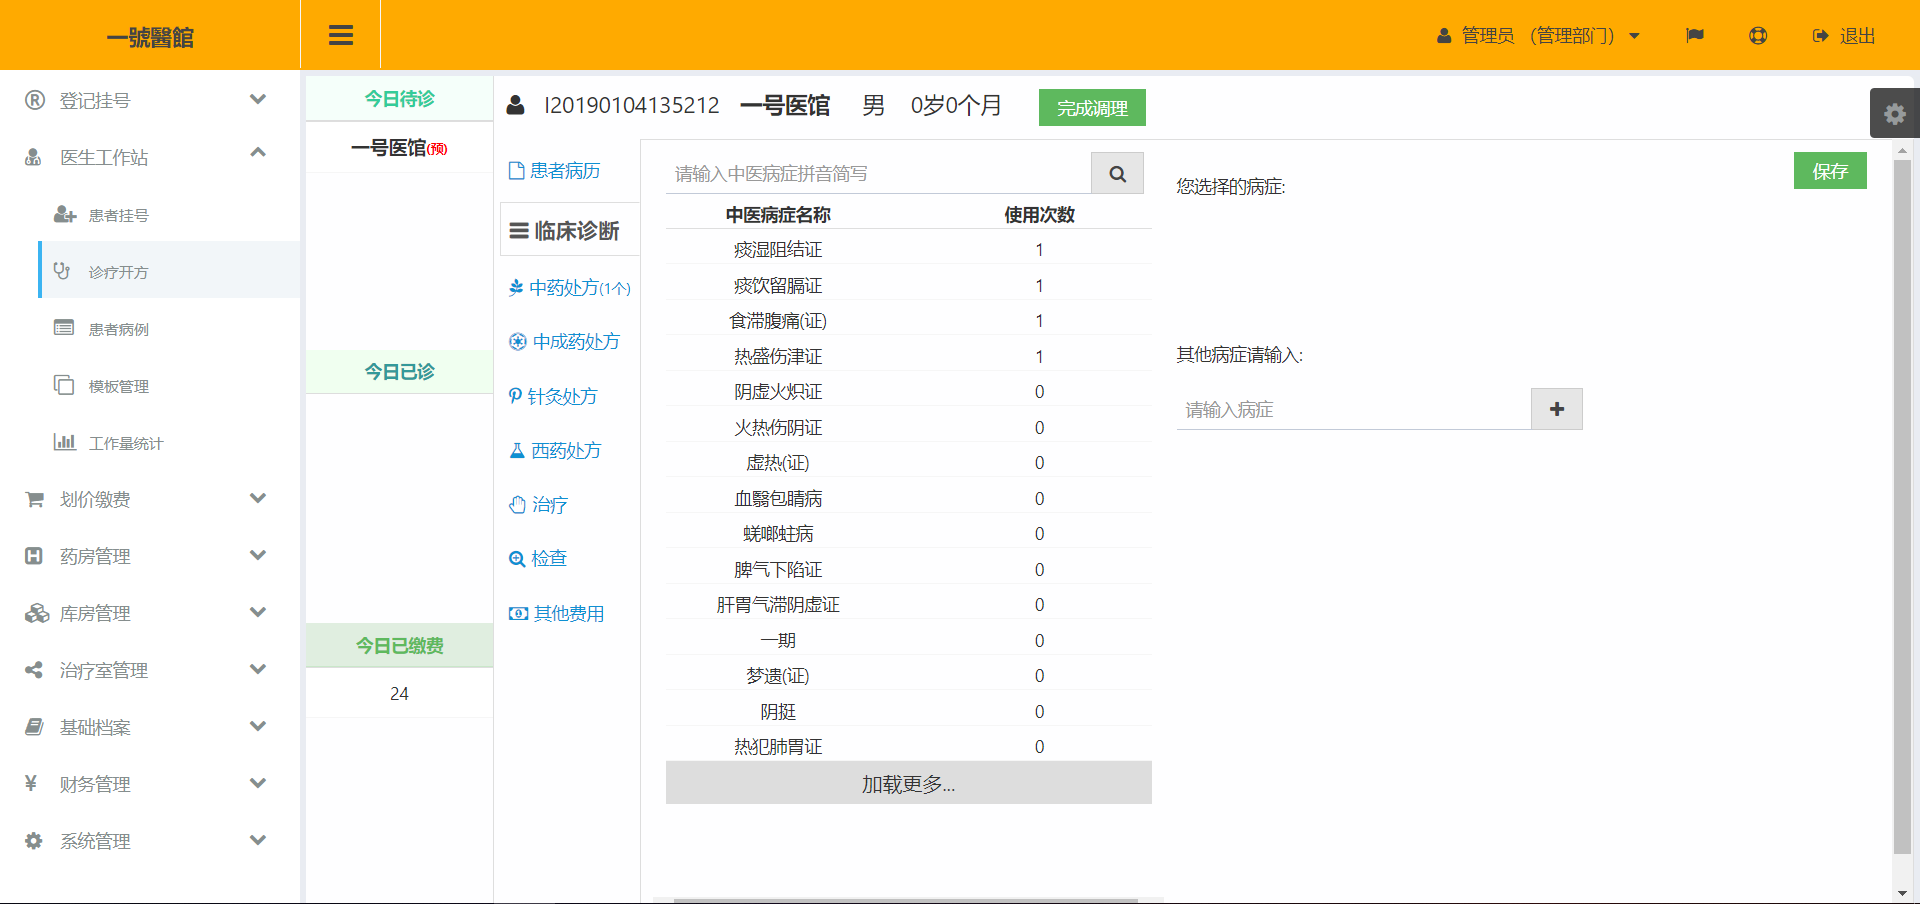 一號醫館
管理员 （管理部门）
退出
登记挂号
医生工作站
患者挂号
诊疗开方
患者病例
模板管理
工作量统计
划价缴费
药房管理
库房管理
治疗室管理
基础档案
¥ 财务管理
系统管理
今日待诊
一号医馆(预)
今日已诊
今日已缴费
24
I20190104135212 一号医馆 男 0岁0个月 完成调理
患者病历
临床诊断
中药处方(1个)
中成药处方
针灸处方
西药处方
治疗
检查
其他费用
请输入中医病症拼音简写
中医病症名称 使用次数
痰湿阻结证 1
痰饮留膈证 1
食滞腹痛(证) 1
热盛伤津证 1
阴虚火炽证 0
火热伤阴证 0
虚热(证) 0
血翳包睛病 0
蜣螂蛀病 0
脾气下陷证 0
肝胃气滞阴虚证 0
一期 0
梦遗(证) 0
阴挺 0
热犯肺胃证 0
加载更多...
您选择的病症:
保存
其他病症请输入:
请输入病症